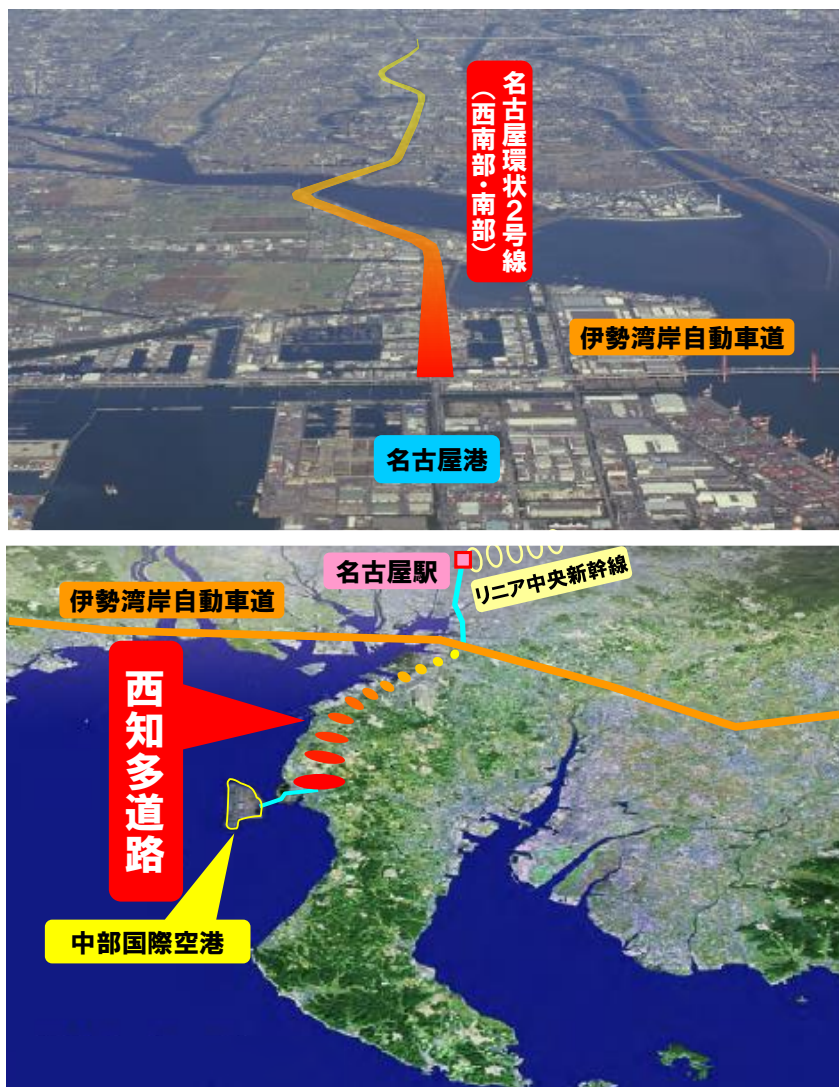 名古屋環状2号線
（西南部・南部）
伊勢湾岸自動車道
名古屋港
名古屋駅
リニア中央新幹線
伊勢湾岸自動車道
西知多道路
中部国際空港